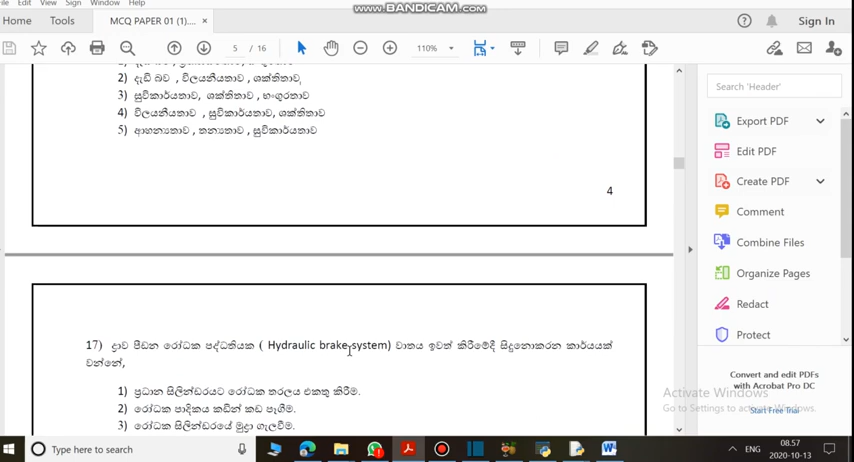 www.BANDICAM.com
File Edit View Sign Window Help
Home Tools MCQ PAPER 01 (1).... × Sign In
5 / 16 110%
2) දෘඩි බව , විලයනීයතාව , ශක්තිතාව
3) සුවිකාර්යතාව, ශක්තිතාව , භංගුරතාව
4) විලයනීයතාව , සුවිකාර්යතාව, ශක්තිතාව
5) ආහන්‍යතාව , තන්‍යතාව , සුවිකාර්යතාව
4
17) ද්‍රාව පීඩන රෝධක පද්ධතියක ( Hydraulic brake system) වාතය ඉවත් කිරීමේදී සිදුනොකරන කාර්යයක්
වන්නේ,
1) ප්‍රධාන සිලින්ඩරයට රෝධක තරලය එකතු කිරීම.
2) රෝධක පාදිකය කඩින් කඩ පෑගීම.
3) රෝධක සිලින්ඩරයේ මුද්‍රා ගැලවීම.
Search 'Header'
Export PDF
Edit PDF
Create PDF
Comment
Combine Files
Organize Pages
Redact
Protect
Convert and edit PDFs
with Acrobat Pro DC
Start Free Trial
Activate Windows
Go to Settings to activate Windows.
Type here to search
ENG
08.57
2020-10-13